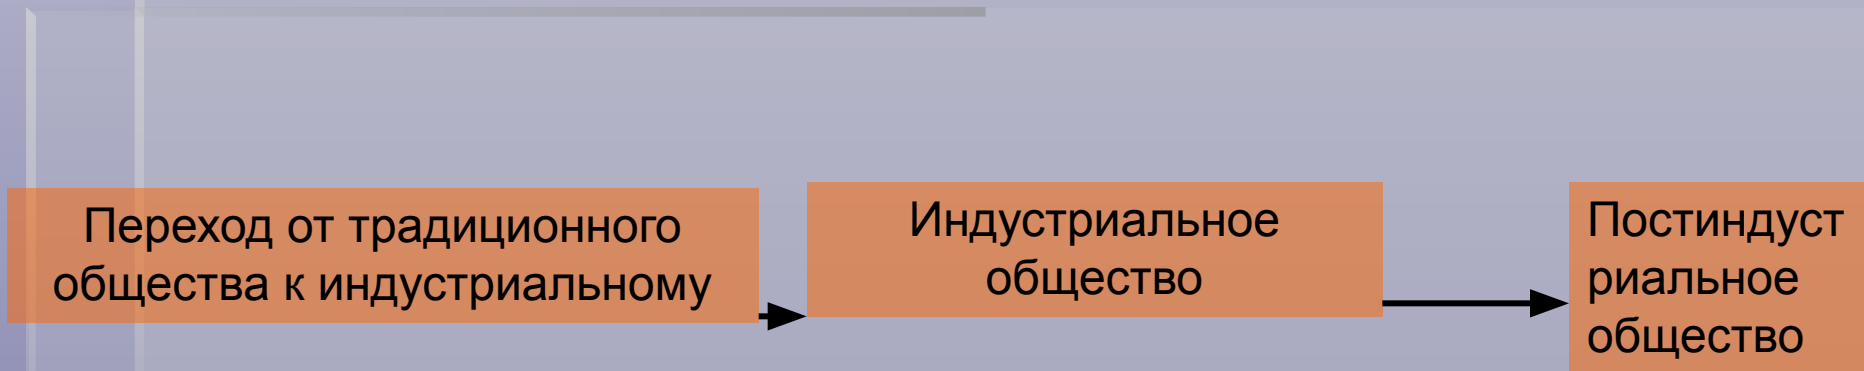 Переход от традиционного
общества к индустриальному
Индустриальное
общество
Постиндуст
риальное
общество